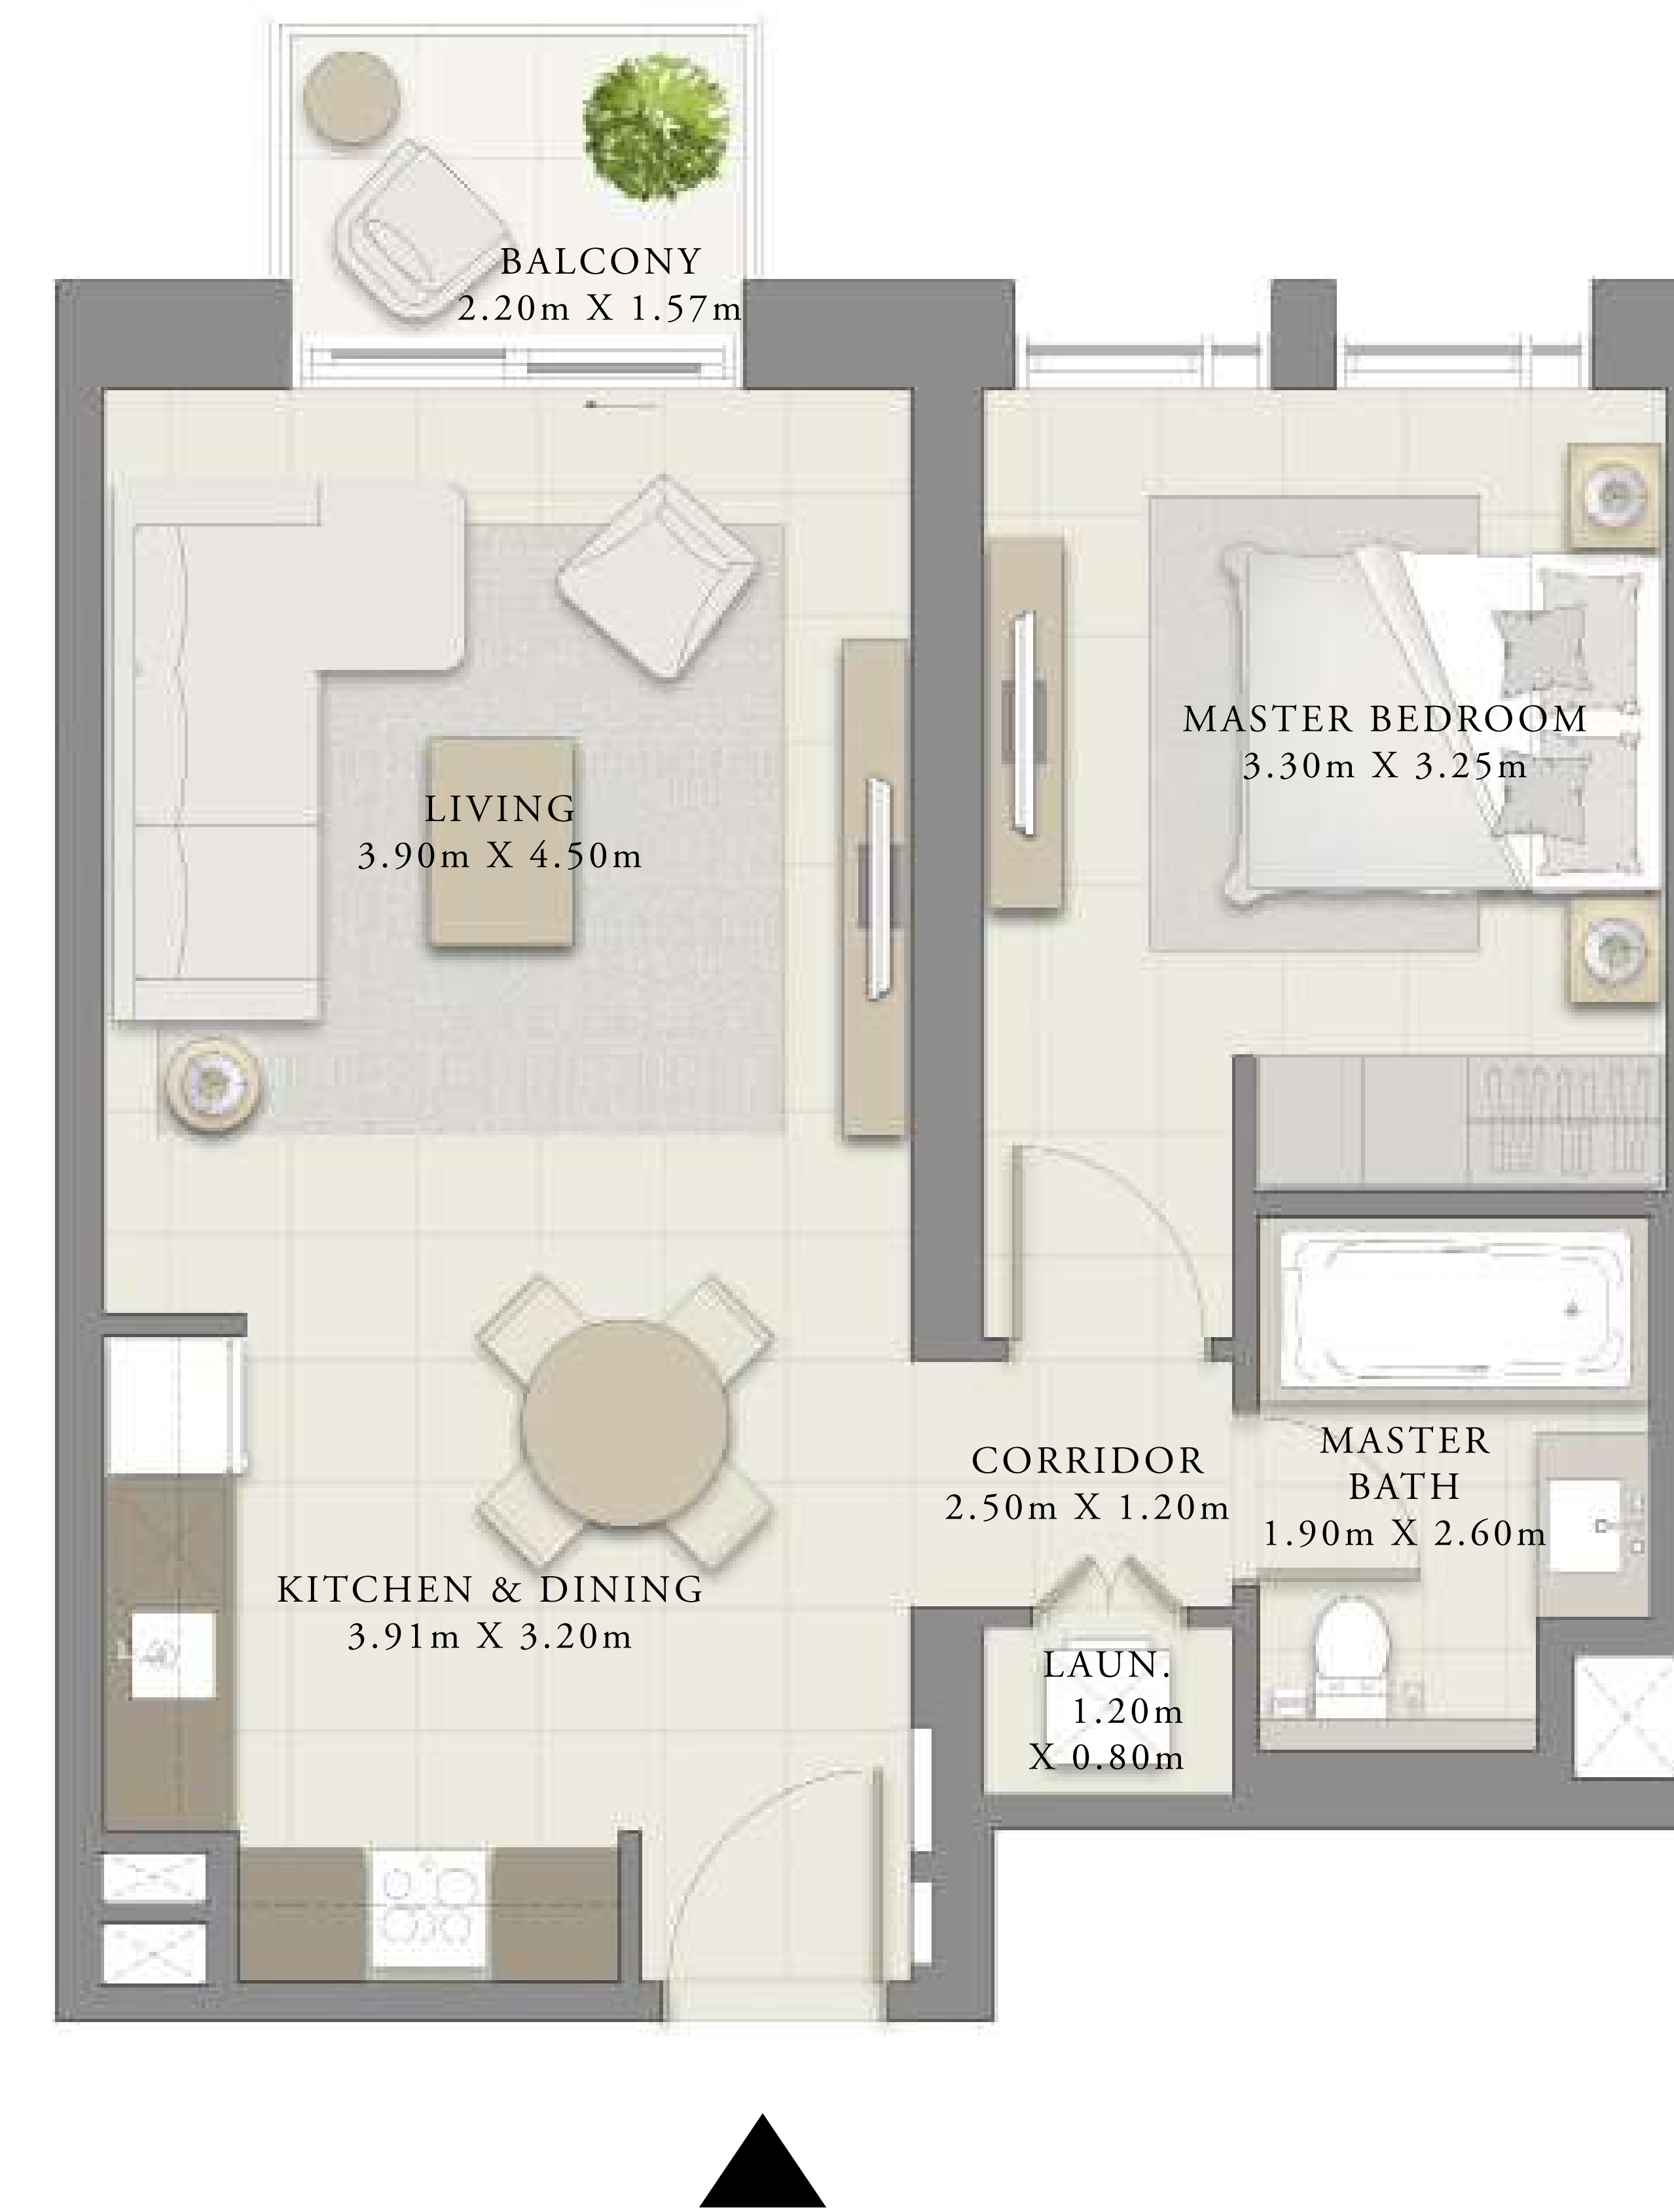 BALCONY
2.20m X 1.57m
MASTER BEDROOM
3.30m X 3.25m
LIVING
3.90m X 4.50m
CORRIDOR
2.50m X 1.20m
MASTER
BATH
1.90m X 2.60m
KITCHEN & DINING
3.91m X 3.20m
LAUN.
1.20m
X 0.80m